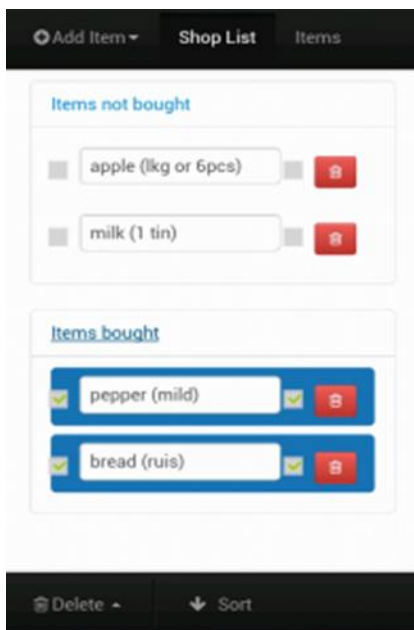 Add Item
Shop List
Items
Items not bought
apple (lkg or 6pcs)
milk (1 tin)
Items bought
pepper (mild)
bread (ruis)
Delete
Sort